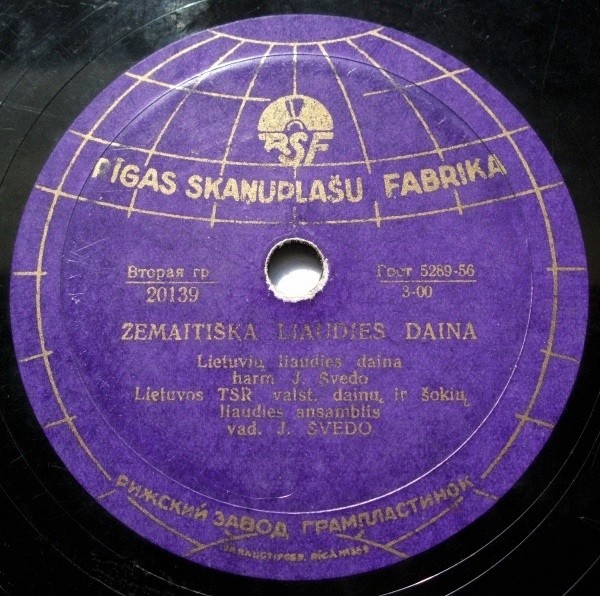 RSF
RĪGAS SKAŅUPLAŠU FABRIKA
Вторая гр
20139
Гост 5289-56
3-00
ZEMAITIŠKA LIAUDIES DAINA
Lietuvių liaudies daina
harm J. Švedo
Lietuvos TSR valst. dainų ir šokių
liaudies ansamblis
vad. J. ŠVEDO
РИЖСКИЙ ЗАВОД ГРАМПЛАСТИНОК